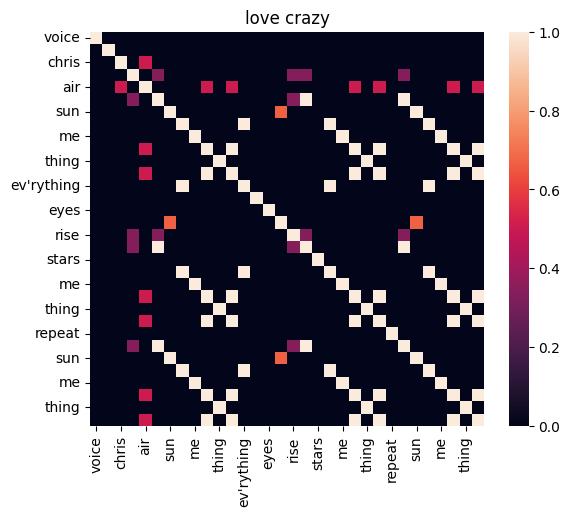 love crazy
voice
chris
air
sun
me
thing
ev'rything
eyes
rise
stars
me
thing
repeat
sun
me
thing
voice
chris
air
sun
me
thing
ev'rything
eyes
rise
stars
me
thing
repeat
sun
me
thing
1.0
0.8
0.6
0.4
0.2
0.0